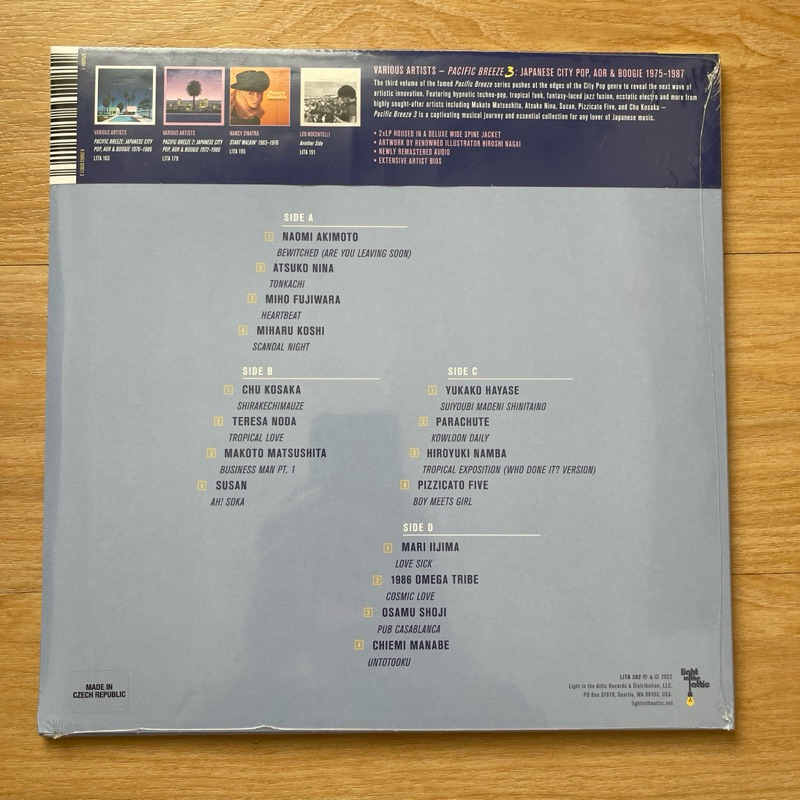 VARIOUS ARTISTS – PACIFIC BREEZE 3: JAPANESE CITY POP, AOR & BOOGIE 1975-1987
The third volume of the famed Pacific Breeze series pushes at the edges of the City Pop genre to reveal the next wave of
artistic innovation. Featuring hypnotic techno-pop, tropical funk, fantasy-laced jazz fusion, ecstatic electro and more from
highly sought-after artists including Makoto Matsushita, Atsuko Nina, Susan, Pizzicato Five, and Chu Kosaka –
Pacific Breeze 3 is a captivating musical journey and essential collection for any lover of Japanese music.
• 2xLP HOUSED IN A DELUXE WIDE SPINE JACKET
• ARTWORK BY RENOWNED ILLUSTRATOR HIROSHI NAGAI
• NEWLY REMASTERED AUDIO
• EXTENSIVE ARTIST BIOS
VARIOUS ARTISTS
PACIFIC BREEZE: JAPANESE CITY
POP, AOR & BOOGIE 1976-1986
LITA 163
VARIOUS ARTISTS
PACIFIC BREEZE 2: JAPANESE CITY
POP, AOR & BOOGIE 1972-1986
LITA 179
NANCY SINATRA
START WALKIN' 1965-1976
LITA 195
LEO NOCENTELLI
Another Side
LITA 191
SIDE A
1 NAOMI AKIMOTO
BEWITCHED (ARE YOU LEAVING SOON)
2 ATSUKO NINA
TONKACHI
3 MIHO FUJIWARA
HEARTBEAT
4 MIHARU KOSHI
SCANDAL NIGHT
SIDE B
1 CHU KOSAKA
SHIRAKECHIMAUZE
2 TERESA NODA
TROPICAL LOVE
3 MAKOTO MATSUSHITA
BUSINESS MAN PT. 1
4 SUSAN
AH! SOKA
SIDE C
1 YUKAKO HAYASE
SUIYOUBI MADENI SHINITAINO
2 PARACHUTE
KOWLOON DAILY
3 HIROYUKI NAMBA
TROPICAL EXPOSITION (WHO DONE IT? VERSION)
4 PIZZICATO FIVE
BOY MEETS GIRL
SIDE D
1 MARI IIJIMA
LOVE SICK
2 1986 OMEGA TRIBE
COSMIC LOVE
3 OSAMU SHOJI
PUB CASABLANCA
4 CHIEMI MANABE
UNTOTOOKU
MADE IN
CZECH REPUBLIC
LITA 202 ℗ & © 2022
Light in the Attic Records & Distribution, LLC.
PO Box 31970, Seattle, WA 98103, USA.
lightintheattic.net
light
in the
attic